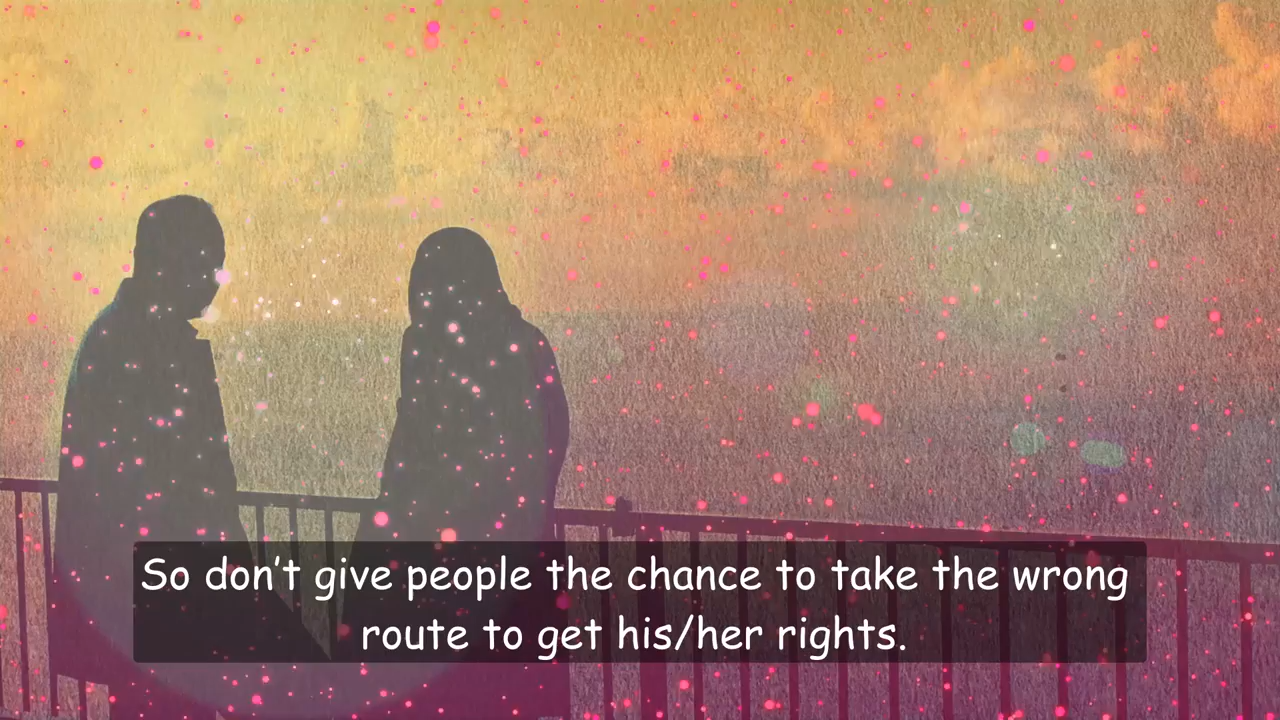 So don't give people the chance to take the wrong
route to get his/her rights.